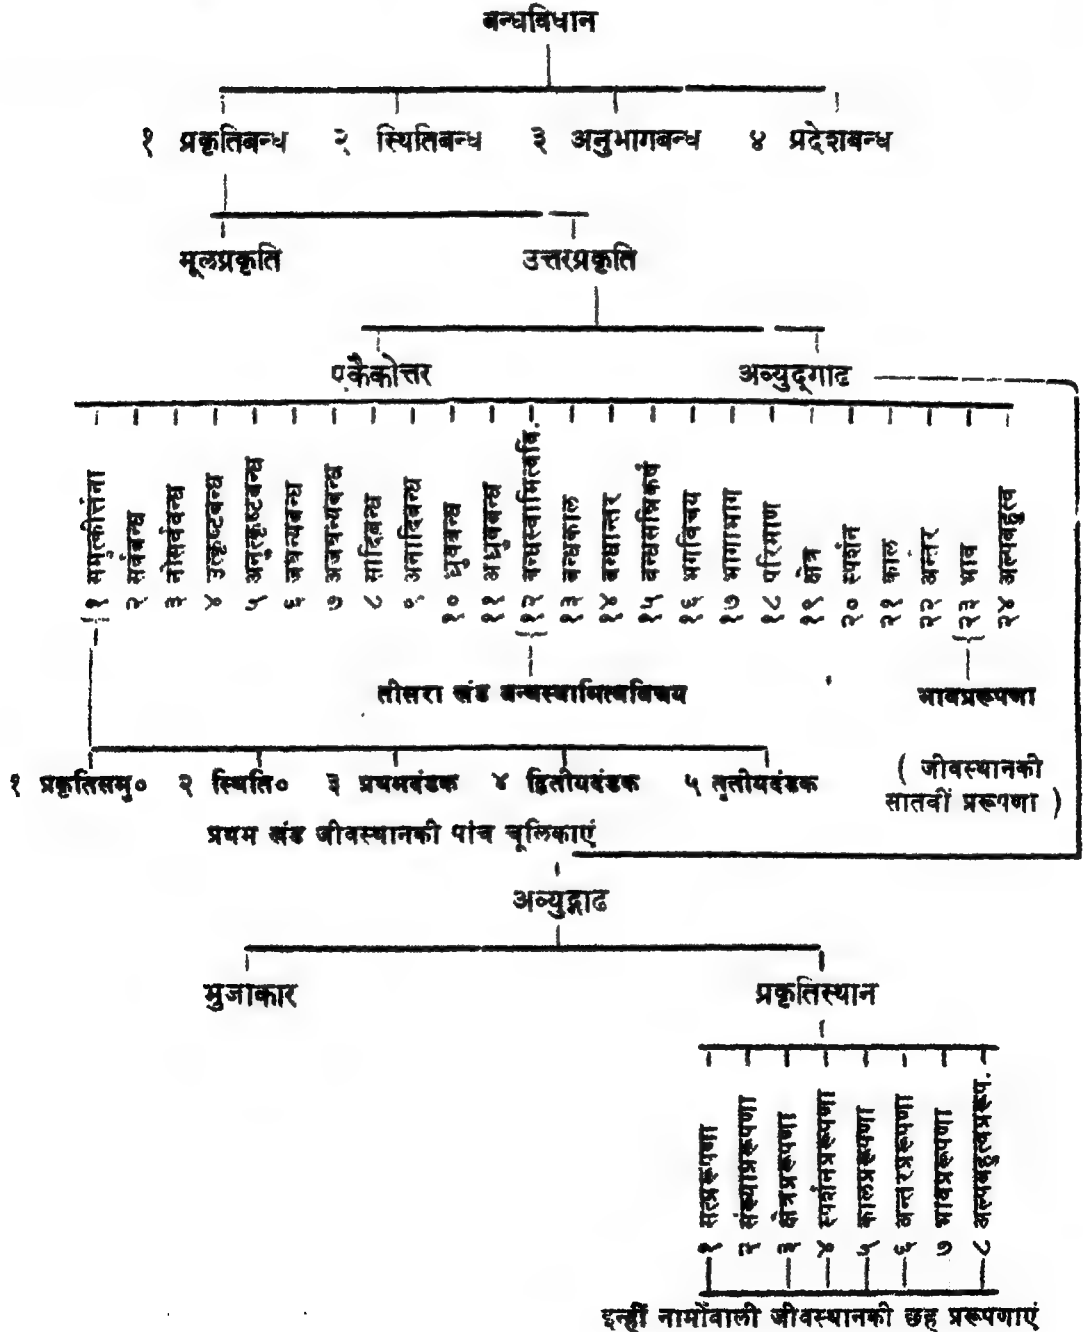 बन्धविधान
१ प्रकृतिबन्ध २ स्थितिबन्ध ३ अनुभागबन्ध ४ प्रदेशबन्ध
मूलप्रकृति उत्तरप्रकृति
एकैकोत्तर अव्युद्गाढ
१ समुत्कीर्त्तना
२ सर्वबन्ध
३ नोसर्वबन्ध
४ उत्कृष्टबन्ध
५ अनुत्कृष्टबन्ध
६ जघन्यबन्ध
७ अजघन्यबन्ध
८ सादिबन्ध
९ अनादिबन्ध
१० ध्रुवबन्ध
११ अध्रुवबन्ध
१२ बन्धस्वामित्ववि.
१३ बन्धकाल
१४ बन्धान्तर
१५ बन्धसन्निकर्ष
१६ भंगविचय
१७ भागाभाग
१८ परिमाण
१९ क्षेत्र
२० स्पर्शन
२१ काल
२२ अन्तर
२३ भाव
२४ अल्पबहुत्व
तीसरा खंड बन्धस्वामित्वविचय भावप्ररूपणा
१ प्रकृतिसमु० २ स्थिति० ३ प्रथमदंडक ४ द्वितीयदंडक ५ तृतीयदंडक
( जीवस्थानकी
सातवीं प्ररूपणा )
प्रथम खंड जीवस्थानकी पांच चूलिकाएं
अव्युद्गाढ
भुजाकार प्रकृतिस्थान
१ सत्प्ररूपणा
२ संख्याप्ररूपणा
३ क्षेत्रप्ररूपणा
४ स्पर्शनप्ररूपणा
५ कालप्ररूपणा
६ अन्तरप्ररूपणा
७ भावप्ररूपणा
८ अल्पबहुत्वप्ररूप.
इन्हीं नामोंवाली जीवस्थानकी छह प्ररूपणाएं